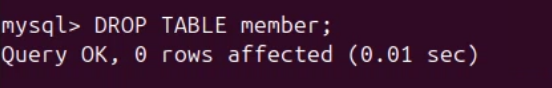 mysql> DROP TABLE member;
Query OK, 0 rows affected (0.01 sec)